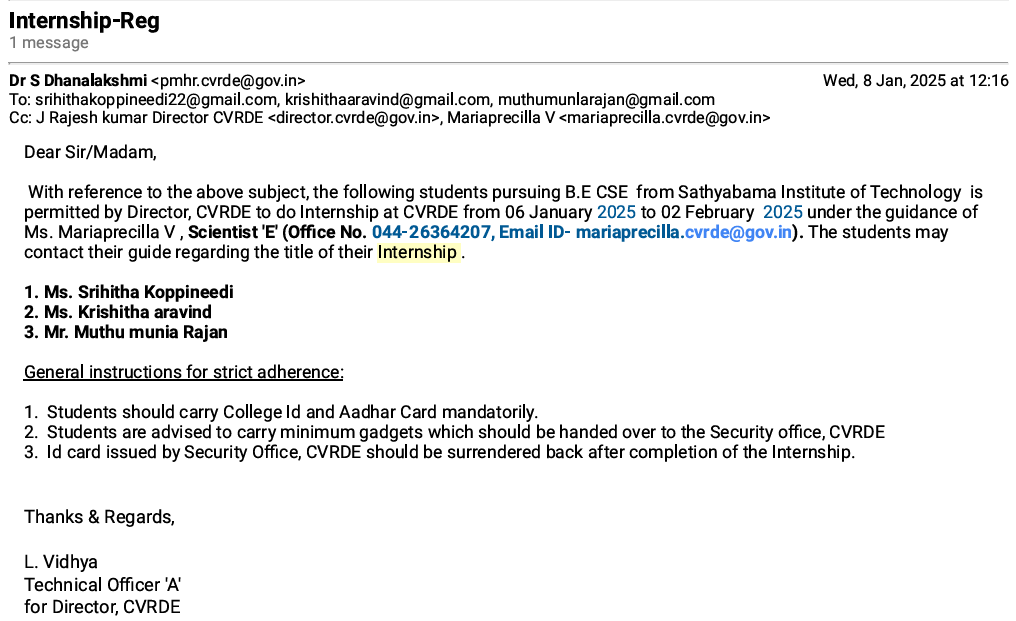 Internship-Reg
1 message
Dr S Dhanalakshmi <pmhr.cvrde@gov.in> Wed, 8 Jan, 2025 at 12:16
To: srihithakoppineedi22@gmail.com, krishithaaravind@gmail.com, muthumunlarajan@gmail.com
Cc: J Rajesh kumar Director CVRDE <director.cvrde@gov.in>, Mariaprecilla V <mariaprecilla.cvrde@gov.in>
Dear Sir/Madam,
With reference to the above subject, the following students pursuing B.E CSE from Sathyabama Institute of Technology is
permitted by Director, CVRDE to do Internship at CVRDE from 06 January 2025 to 02 February 2025 under the guidance of
Ms. Mariaprecilla V , Scientist 'E' (Office No. 044-26364207, Email ID- mariaprecilla.cvrde@gov.in). The students may
contact their guide regarding the title of their Internship .
1. Ms. Srihitha Koppineedi
2. Ms. Krishitha aravind
3. Mr. Muthu munia Rajan
General instructions for strict adherence:
1. Students should carry College Id and Aadhar Card mandatorily.
2. Students are advised to carry minimum gadgets which should be handed over to the Security office, CVRDE
3. Id card issued by Security Office, CVRDE should be surrendered back after completion of the Internship.
Thanks & Regards,
L. Vidhya
Technical Officer 'A'
for Director, CVRDE